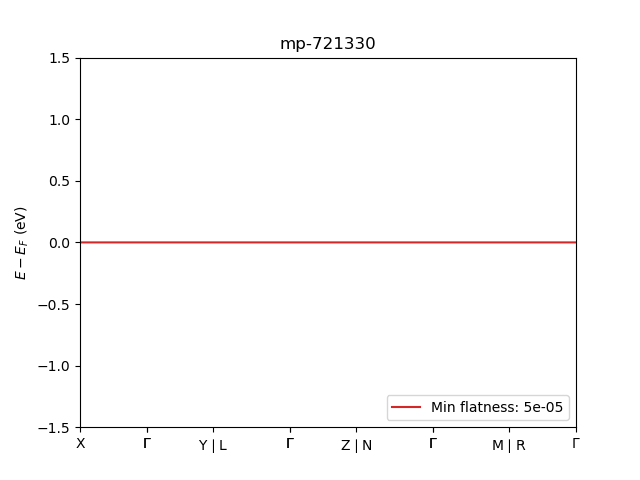 mp-721330
1.5
1.0
0.5
0.0
−0.5
−1.0
−1.5
E − E_F (eV)
Min flatness: 5e-05
X Γ Y | L Γ Z | N Γ M | R Γ